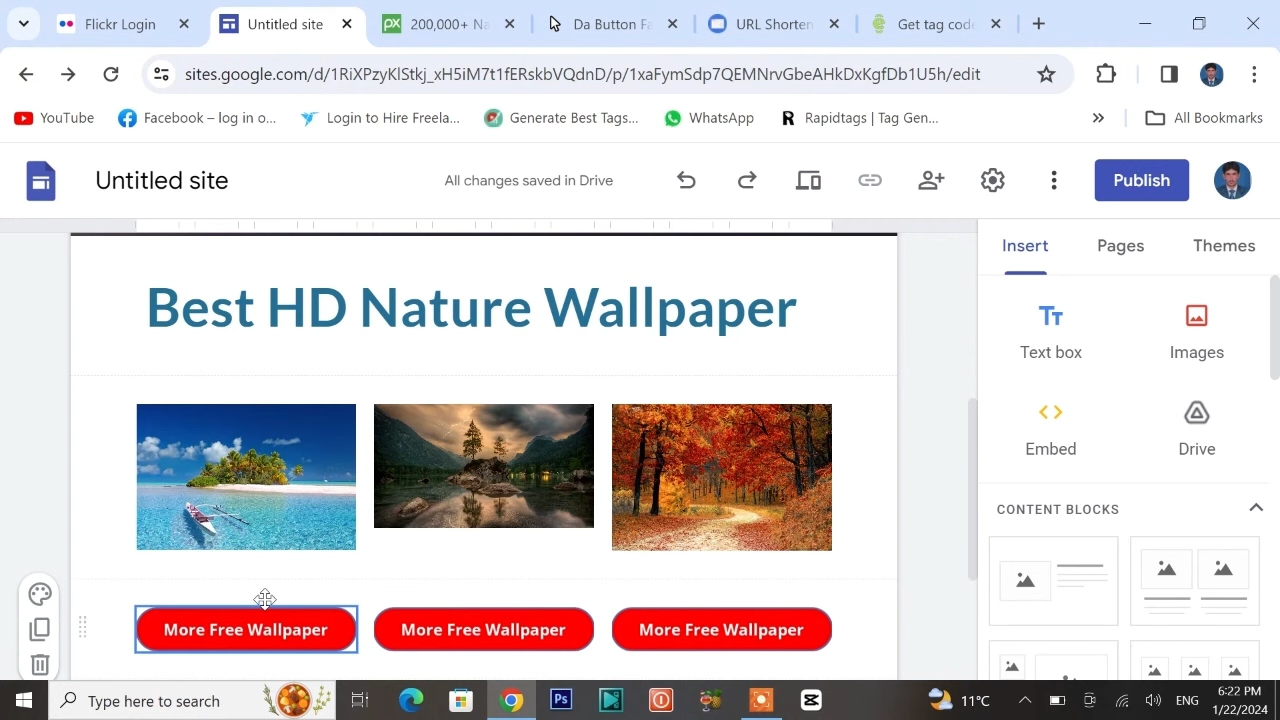 Flickr Login
Untitled site
200,000+ Na
Da Button Fa
URL Shorten
Get tag code
sites.google.com/d/1RiXPzyKlStkj_xH5iM7t1fERskbVQdnD/p/1xaFymSdp7QEMNrvGbeAHkDxKgfDb1U5h/edit
YouTube
Facebook – log in o...
Login to Hire Freela...
Generate Best Tags...
WhatsApp
Rapidtags | Tag Gen...
All Bookmarks
Untitled site
All changes saved in Drive
Publish
Insert
Pages
Themes
Best HD Nature Wallpaper
Text box
Images
Embed
Drive
CONTENT BLOCKS
More Free Wallpaper
More Free Wallpaper
More Free Wallpaper
Type here to search
11°C
ENG
6:22 PM
1/22/2024